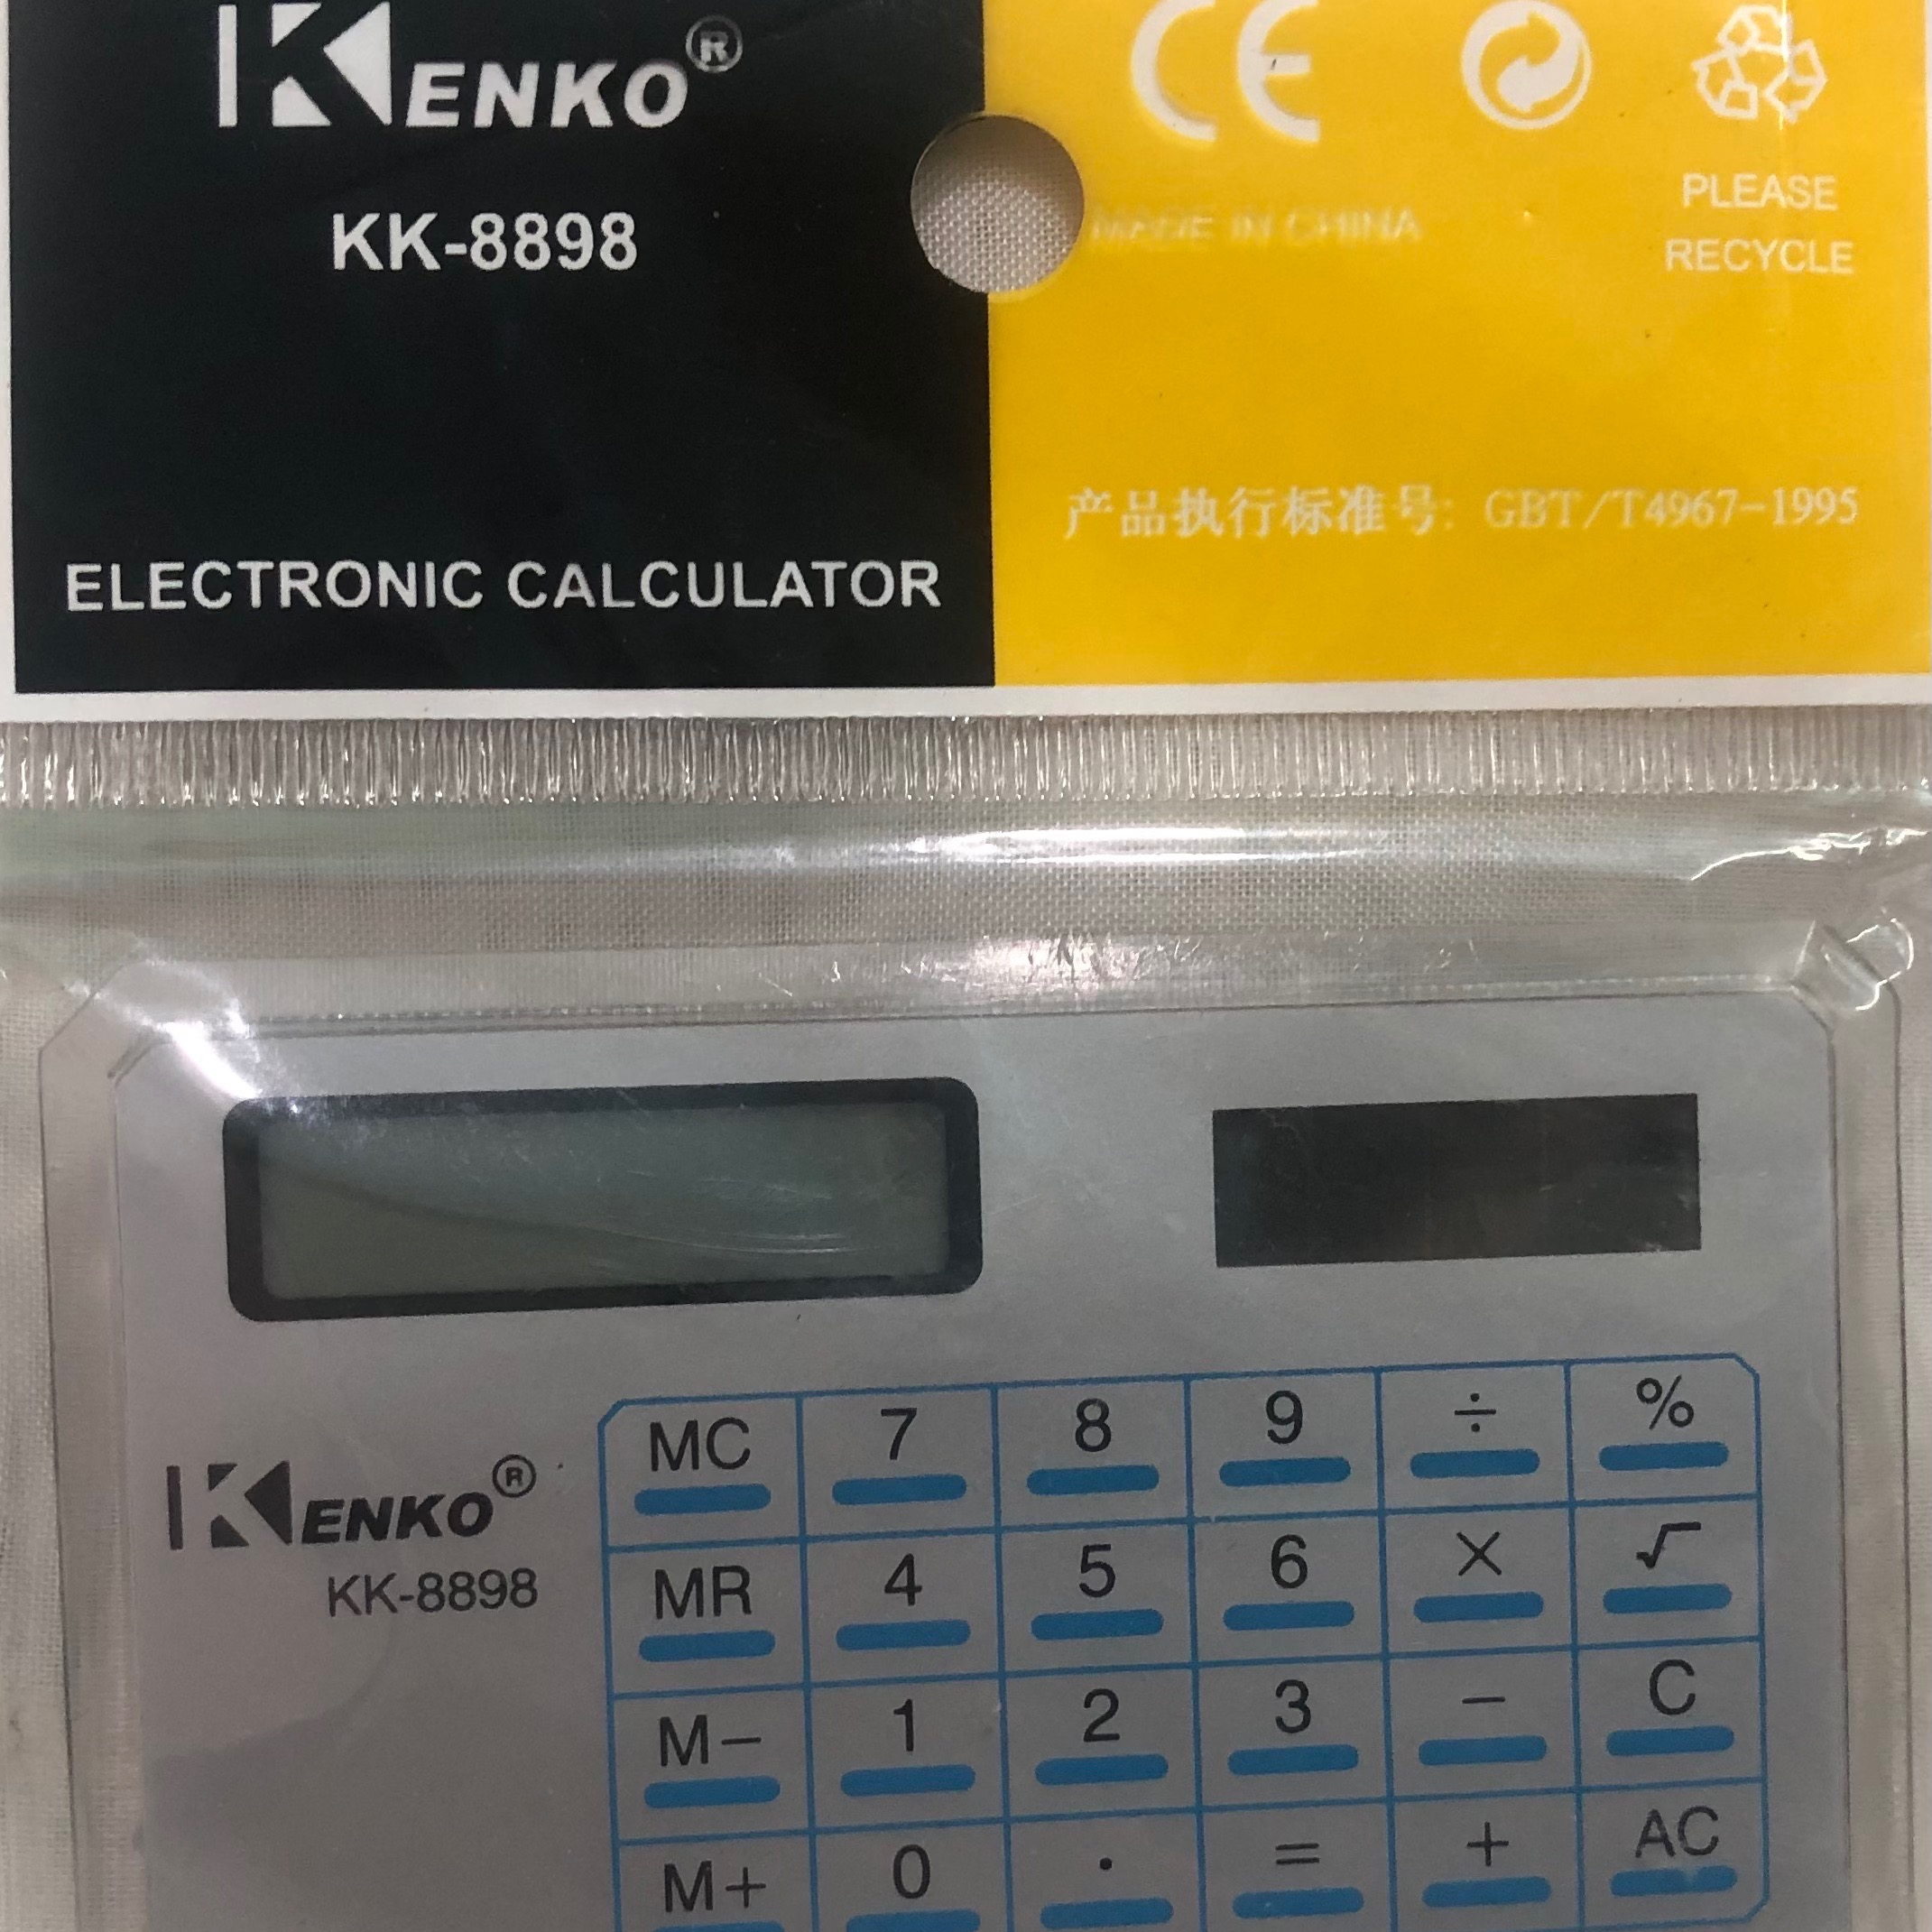 KENKO®
KK-8898
ELECTRONIC CALCULATOR
CE
MADE IN CHINA
PLEASE
RECYCLE
产品执行标准号: GBT/T4967-1995
KENKO®
KK-8898
MC 7 8 9 ÷ %
MR 4 5 6 × √
M− 1 2 3 − C
M+ 0 · = + AC